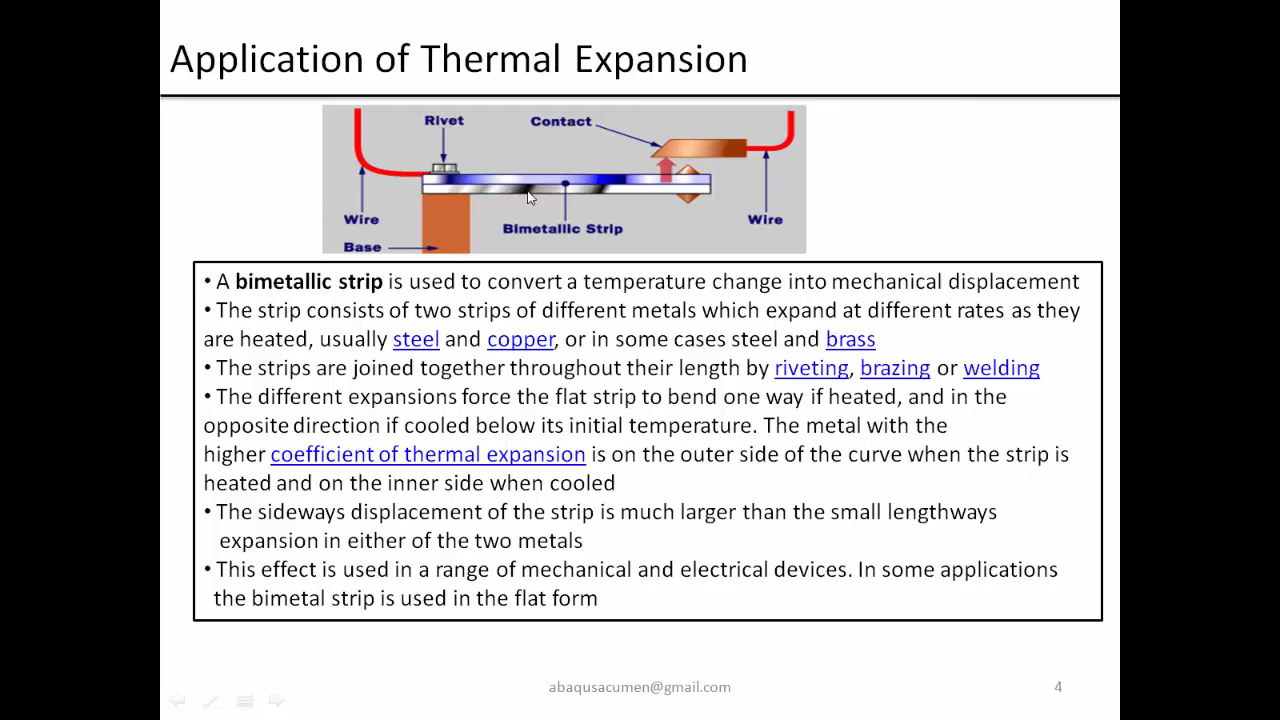 Application of Thermal Expansion
Rivet
Contact
Wire
Wire
Bimetallic Strip
Base
• A bimetallic strip is used to convert a temperature change into mechanical displacement
• The strip consists of two strips of different metals which expand at different rates as they
are heated, usually steel and copper, or in some cases steel and brass
• The strips are joined together throughout their length by riveting, brazing or welding
• The different expansions force the flat strip to bend one way if heated, and in the
opposite direction if cooled below its initial temperature. The metal with the
higher coefficient of thermal expansion is on the outer side of the curve when the strip is
heated and on the inner side when cooled
• The sideways displacement of the strip is much larger than the small lengthways
expansion in either of the two metals
• This effect is used in a range of mechanical and electrical devices. In some applications
the bimetal strip is used in the flat form
abaqusacumen@gmail.com
4